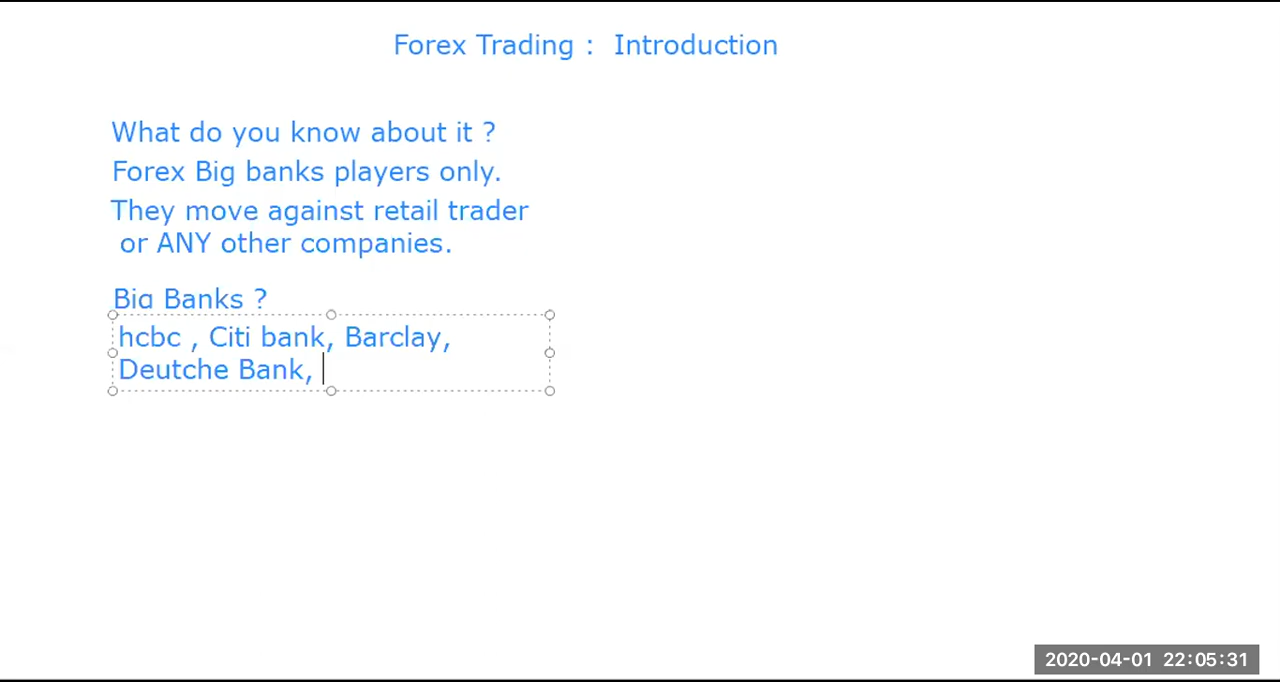 Forex Trading :  Introduction
What do you know about it ?
Forex Big banks players only.
They move against retail trader
or ANY other companies.
Big Banks ?
hcbc , Citi bank, Barclay,
Deutche Bank,
2020-04-01  22:05:31